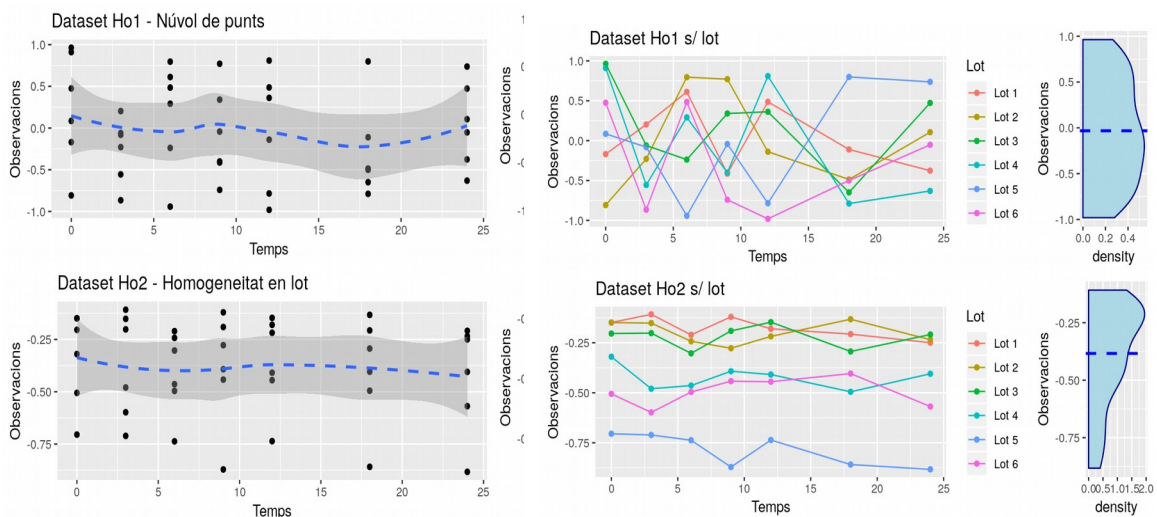 Dataset Ho1 - Núvol de punts
Observacions
1.0
0.5
0.0
-0.5
-1.0
0 5 10 15 20 25
Temps
Dataset Ho1 s/ lot
Observacions
1.0
0.5
0.0
-0.5
-1.0
0 5 10 15 20 25
Temps
Lot
Lot 1
Lot 2
Lot 3
Lot 4
Lot 5
Lot 6
Observacions
1.0
0.5
0.0
-0.5
-1.0
0.0 0.2 0.4
density
Dataset Ho2 - Homogeneitat en lot
Observacions
-0.25
-0.50
-0.75
0 5 10 15 20 25
Temps
Dataset Ho2 s/ lot
Observacions
-0.25
-0.50
-0.75
0 5 10 15 20 25
Temps
Lot
Lot 1
Lot 2
Lot 3
Lot 4
Lot 5
Lot 6
Observacions
-0.25
-0.50
-0.75
0.00.51.01.52.0
density